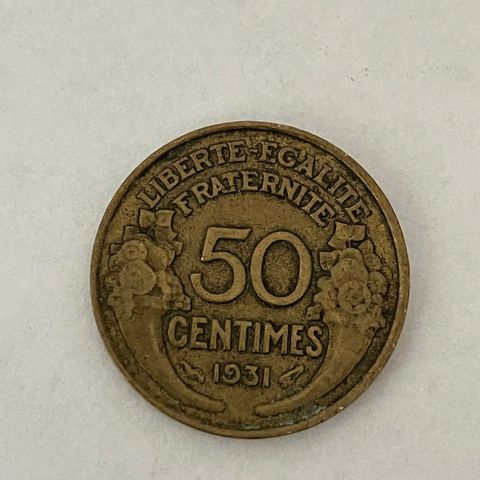 LIBERTE·EGALITE
FRATERNITE
50
CENTIMES
1931